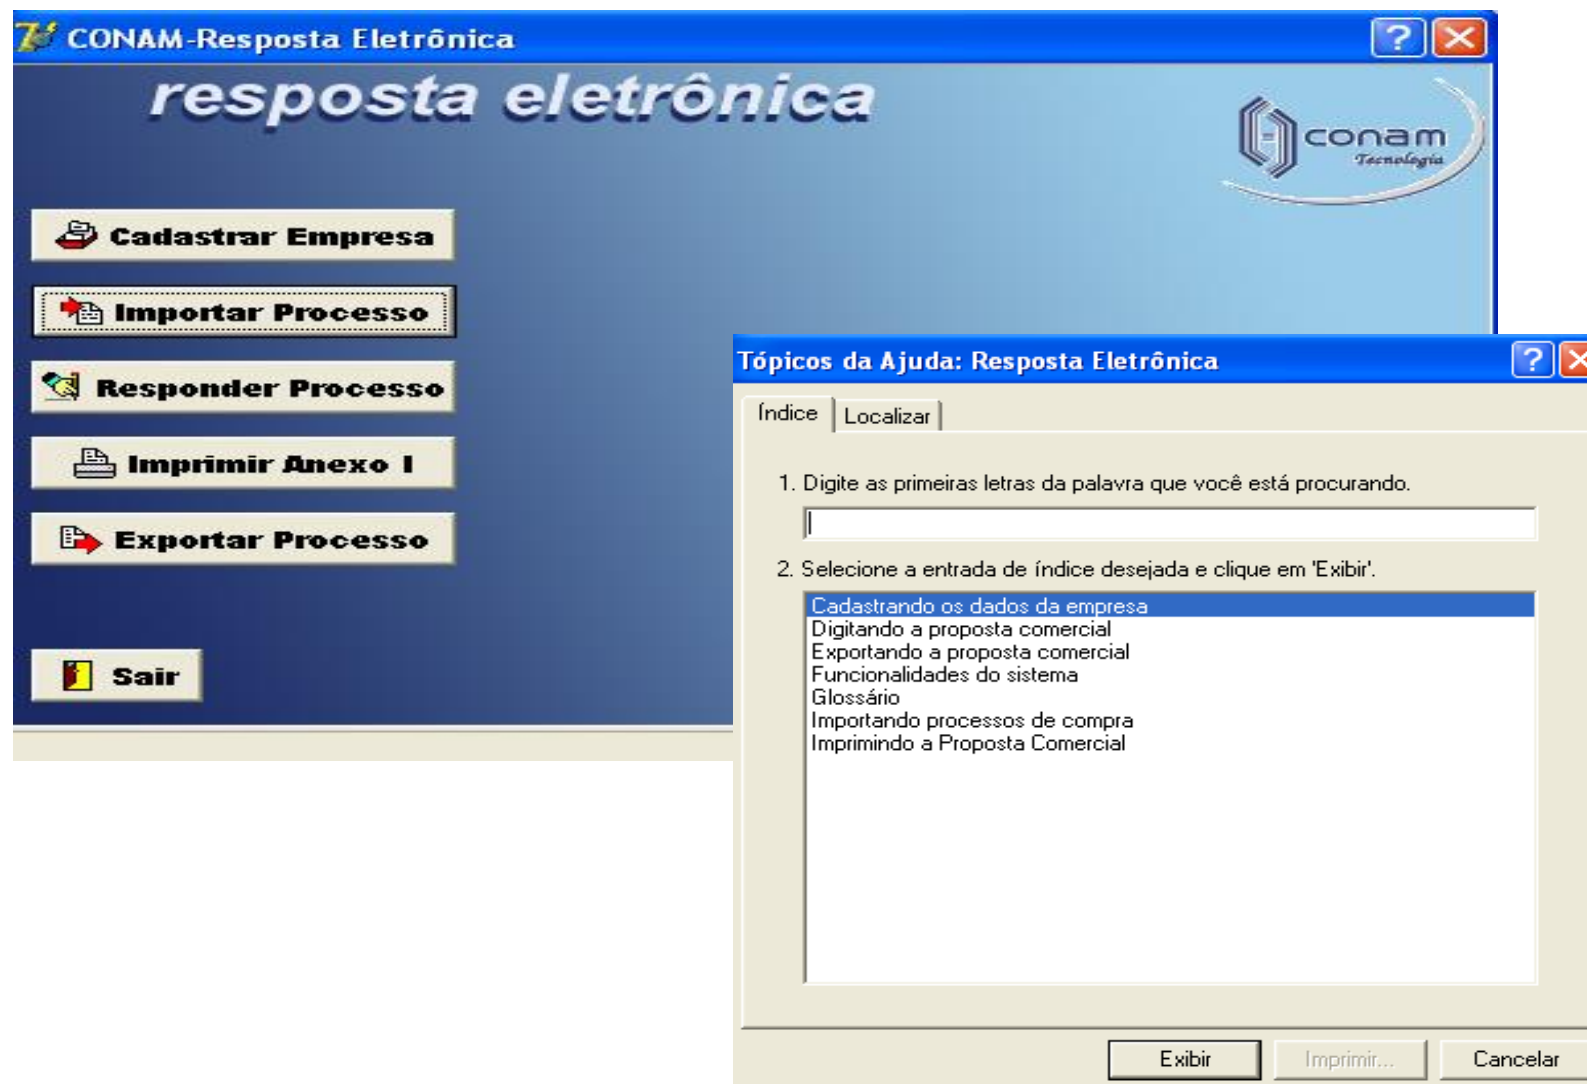 CONAM-Resposta Eletrônica
resposta eletrônica
conam
Tecnologia
Cadastrar Empresa
Importar Processo
Responder Processo
Imprimir Anexo I
Exportar Processo
Sair
Tópicos da Ajuda: Resposta Eletrônica
Índice Localizar
1. Digite as primeiras letras da palavra que você está procurando.
2. Selecione a entrada de índice desejada e clique em 'Exibir'.
Cadastrando os dados da empresa
Digitando a proposta comercial
Exportando a proposta comercial
Funcionalidades do sistema
Glossário
Importando processos de compra
Imprimindo a Proposta Comercial
Exibir Imprimir... Cancelar